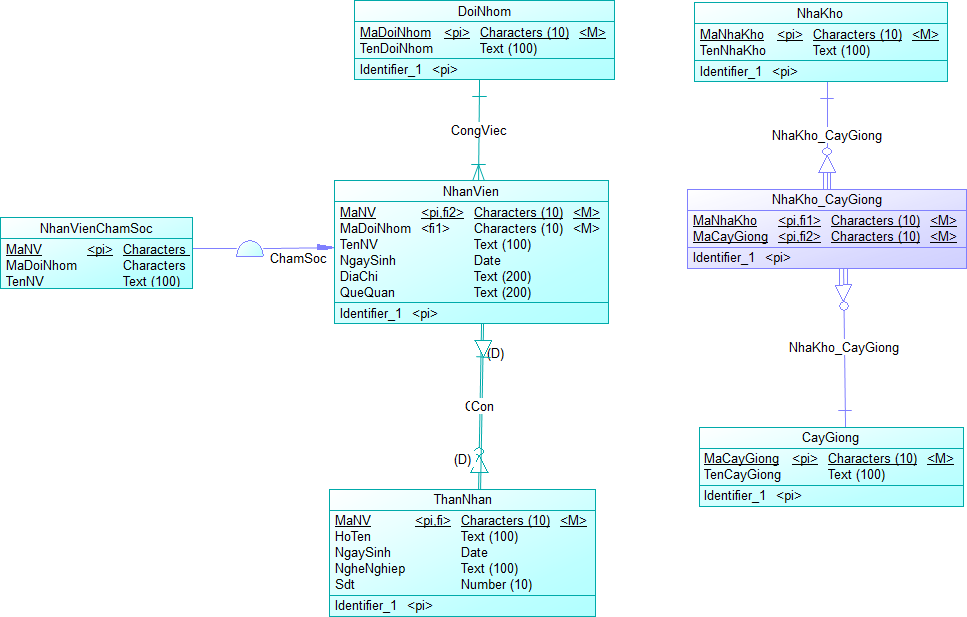 DoiNhom
MaDoiNhom <pi> Characters (10) <M>
TenDoiNhom Text (100)
Identifier_1 <pi>
CongViec
NhanVien
MaNV <pi,fi2> Characters (10) <M>
MaDoiNhom <fi1> Characters (10) <M>
TenNV Text (100)
NgaySinh Date
DiaChi Text (200)
QueQuan Text (200)
Identifier_1 <pi>
NhanVienChamSoc
MaNV <pi> Characters
MaDoiNhom Characters
TenNV Text (100)
ChamSoc
(D)
Con
(D)
ThanNhan
MaNV <pi,fi> Characters (10) <M>
HoTen Text (100)
NgaySinh Date
NgheNghiep Text (100)
Sdt Number (10)
Identifier_1 <pi>
NhaKho
MaNhaKho <pi> Characters (10) <M>
TenNhaKho Text (100)
Identifier_1 <pi>
NhaKho_CayGiong
NhaKho_CayGiong
MaNhaKho <pi,fi1> Characters (10) <M>
MaCayGiong <pi,fi2> Characters (10) <M>
Identifier_1 <pi>
NhaKho_CayGiong
CayGiong
MaCayGiong <pi> Characters (10) <M>
TenCayGiong Text (100)
Identifier_1 <pi>